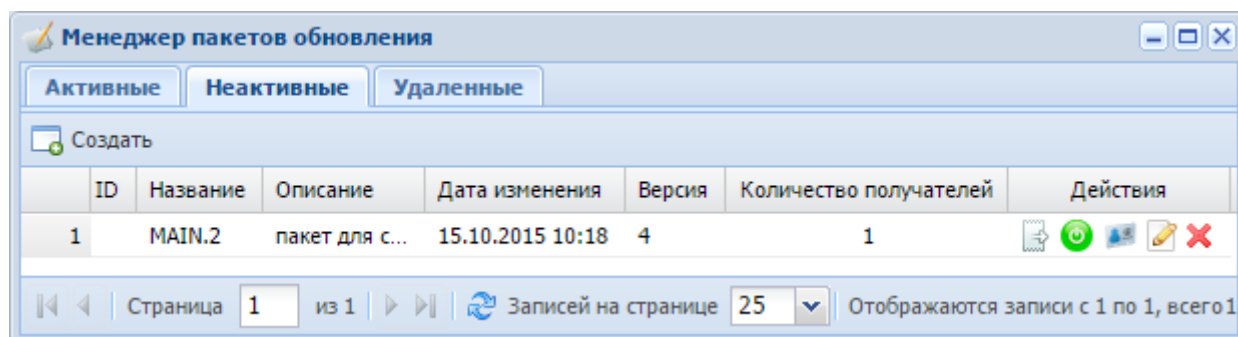 Менеджер пакетов обновления
Активные Неактивные Удаленные
Создать
ID Название Описание Дата изменения Версия Количество получателей Действия
1 MAIN.2 пакет для с... 15.10.2015 10:18 4 1
Страница 1 из 1 Записей на странице 25 Отображаются записи с 1 по 1, всего 1